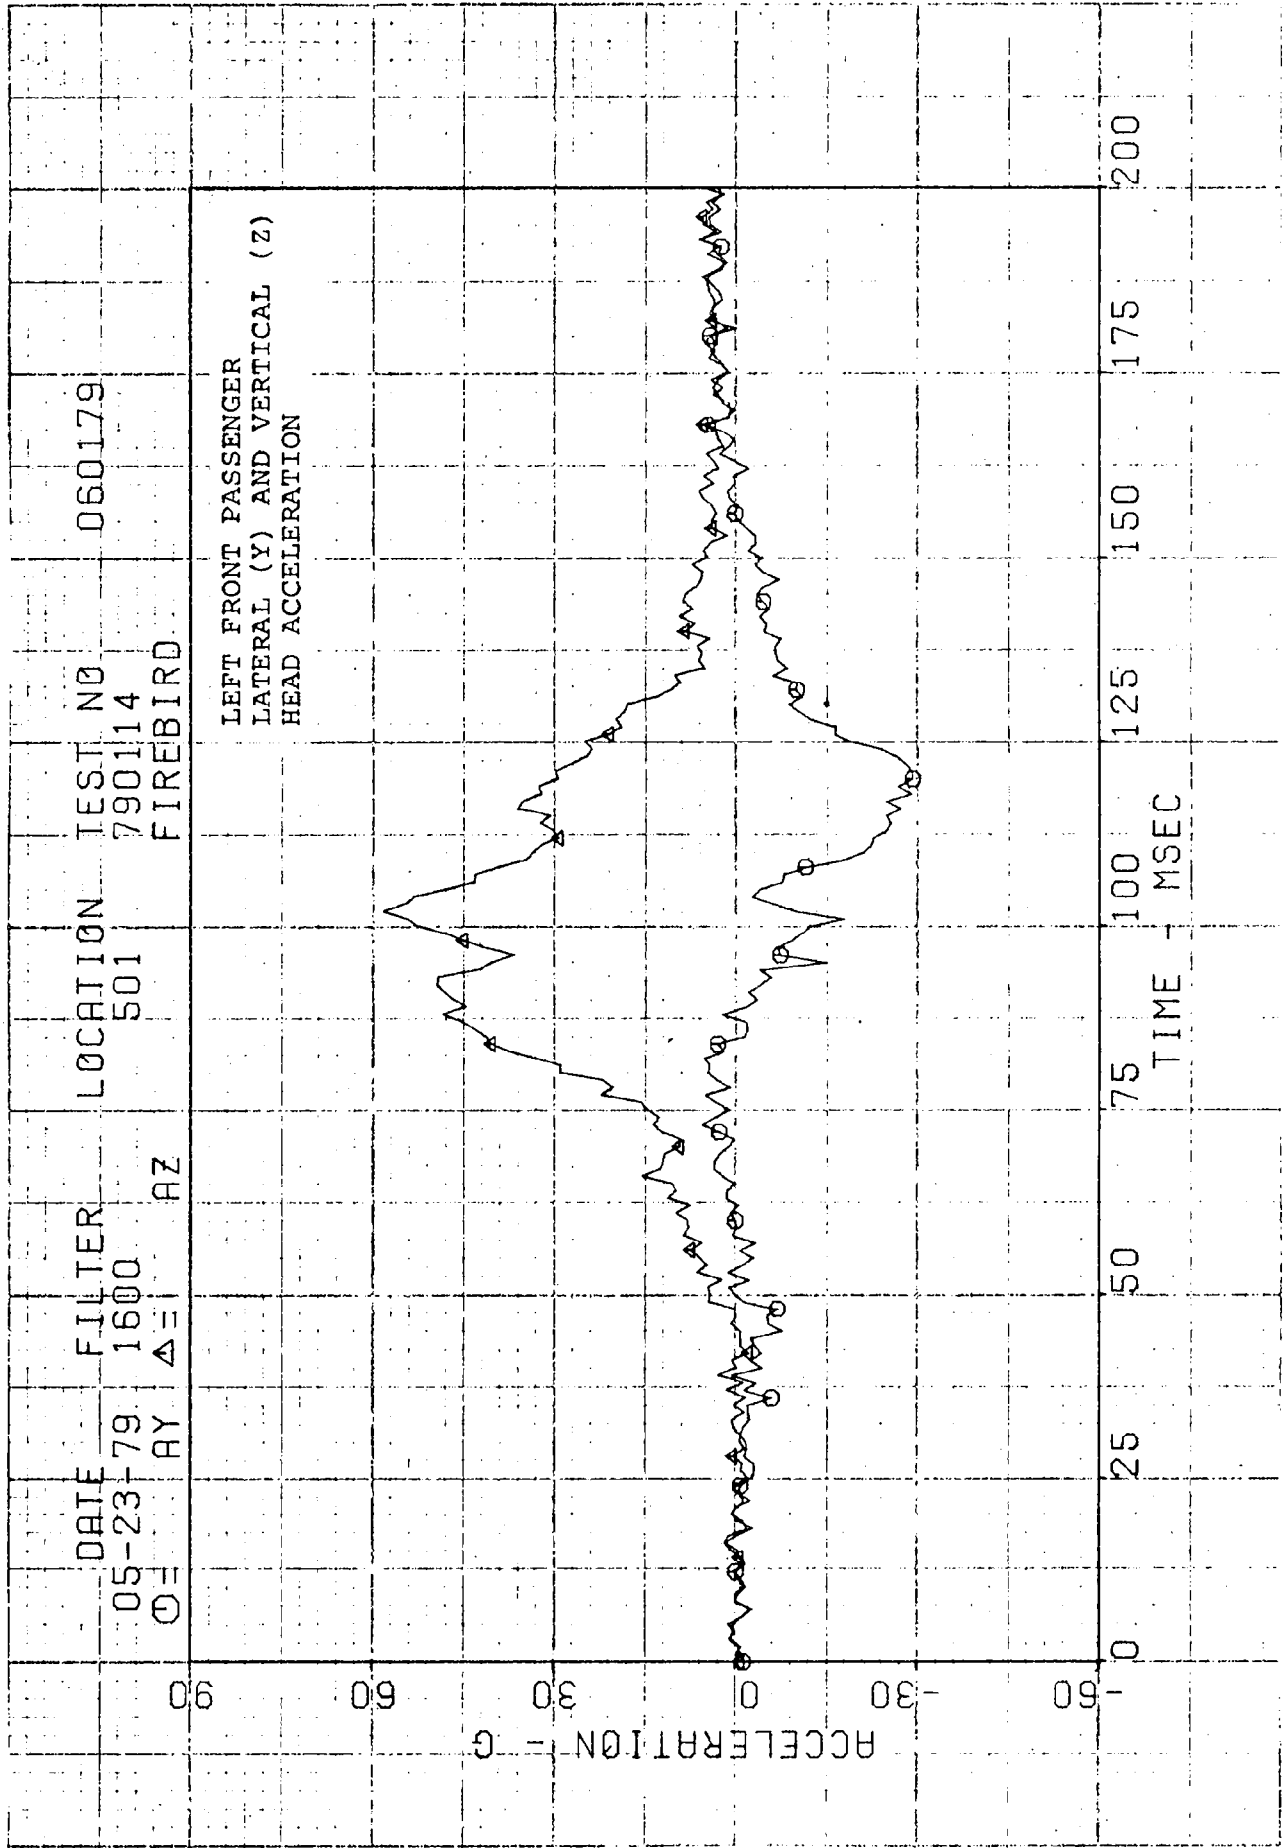 DATE FILTER LOCATION TEST NO 060179
05-23-79 1600 501 790114
⊙= AY △= AZ FIREBIRD
LEFT FRONT PASSENGER
LATERAL (Y) AND VERTICAL (Z)
HEAD ACCELERATION
ACCELERATION - G
90
60
30
0
-30
-60
0 25 50 75 100 125 150 175 200
TIME - MSEC